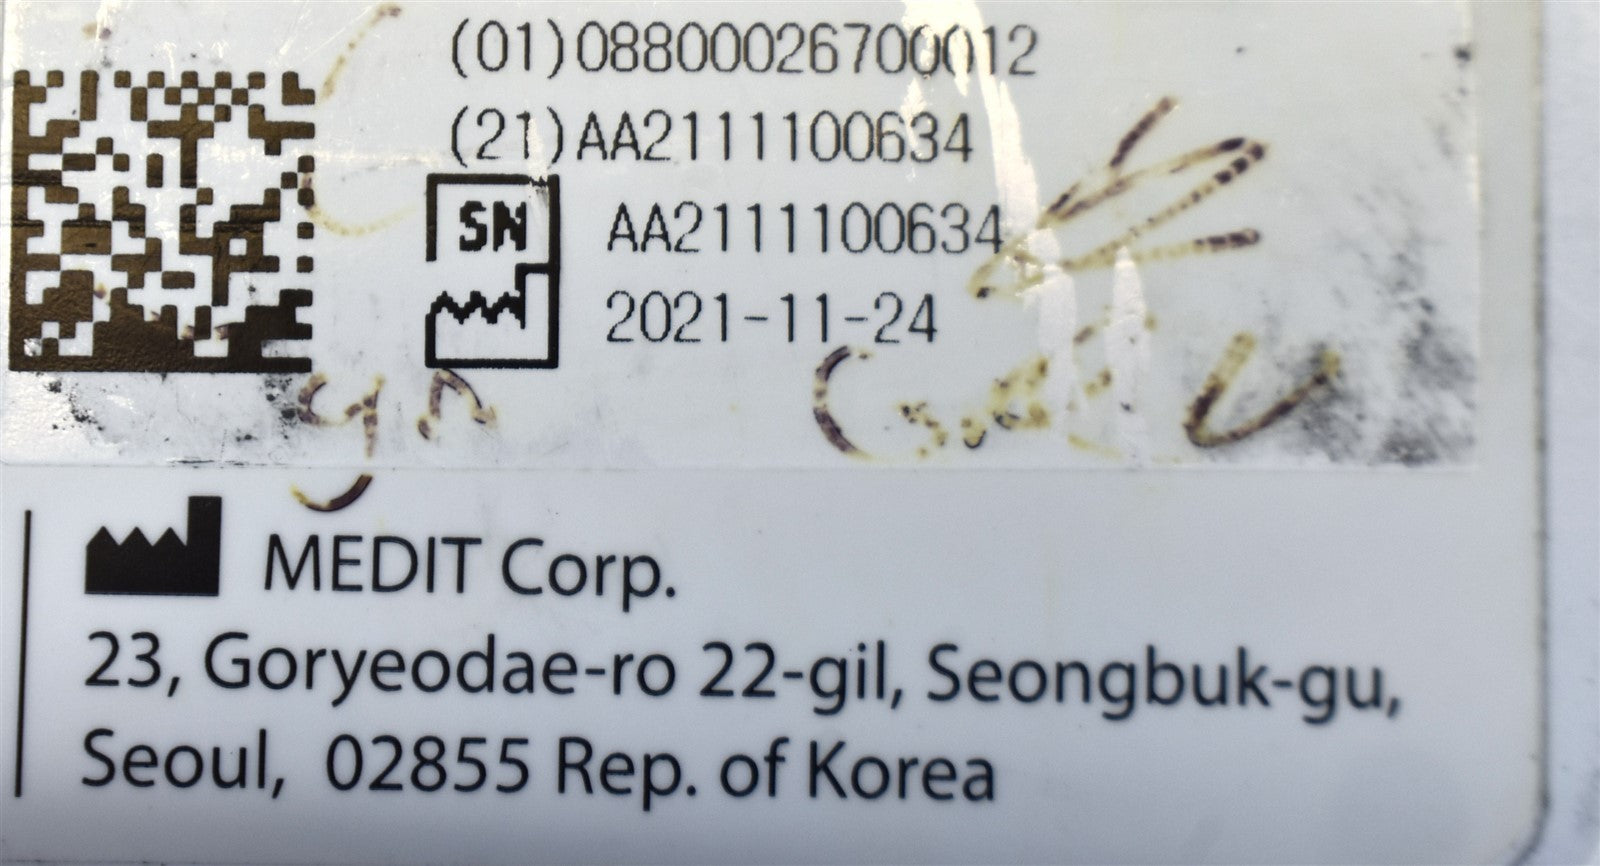 (01)08800026700012
(21)AA2111100634
SN AA2111100634
2021-11-24
MEDIT Corp.
23, Goryeodae-ro 22-gil, Seongbuk-gu,
Seoul, 02855 Rep. of Korea